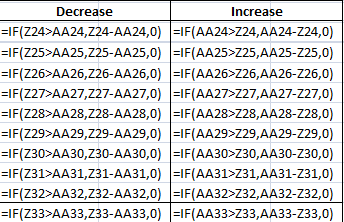 Decrease Increase
=IF(Z24>AA24,Z24-AA24,0) =IF(AA24>Z24,AA24-Z24,0)
=IF(Z25>AA25,Z25-AA25,0) =IF(AA25>Z25,AA25-Z25,0)
=IF(Z26>AA26,Z26-AA26,0) =IF(AA26>Z26,AA26-Z26,0)
=IF(Z27>AA27,Z27-AA27,0) =IF(AA27>Z27,AA27-Z27,0)
=IF(Z28>AA28,Z28-AA28,0) =IF(AA28>Z28,AA28-Z28,0)
=IF(Z29>AA29,Z29-AA29,0) =IF(AA29>Z29,AA29-Z29,0)
=IF(Z30>AA30,Z30-AA30,0) =IF(AA30>Z30,AA30-Z30,0)
=IF(Z31>AA31,Z31-AA31,0) =IF(AA31>Z31,AA31-Z31,0)
=IF(Z32>AA32,Z32-AA32,0) =IF(AA32>Z32,AA32-Z32,0)
=IF(Z33>AA33,Z33-AA33,0) =IF(AA33>Z33,AA33-Z33,0)